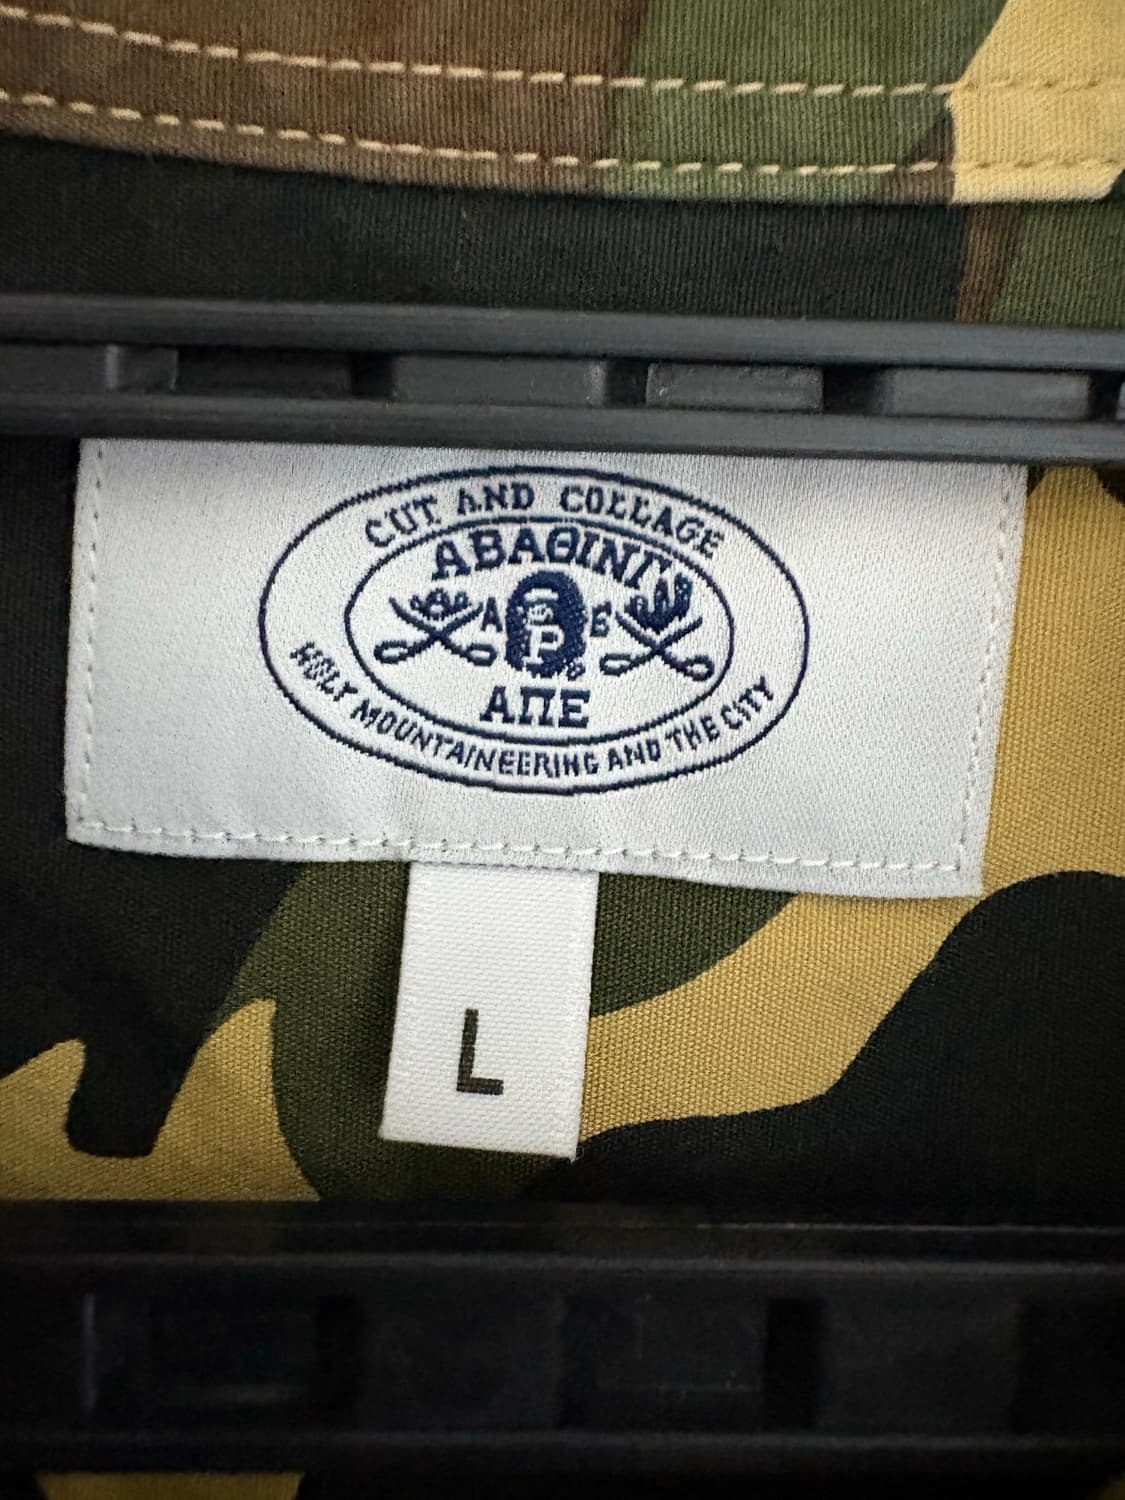 CUT AND COLLAGE
ΑΒΑΘΙΝΓ
A P E
ΑΠΕ
HOLY MOUNTAINEERING AND THE CITY
L